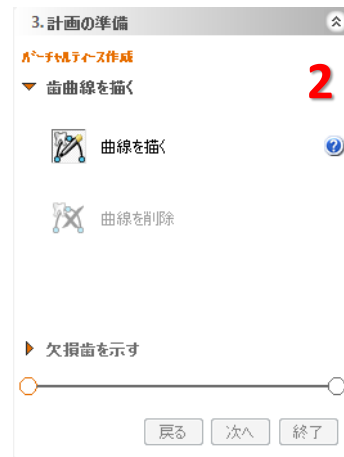 3. 計画の準備
ﾊﾞｰﾁｬﾙﾃｨｰｽ作成
歯曲線を描く
2
曲線を描く
?
曲線を削除
欠損歯を示す
戻る 次へ 終了